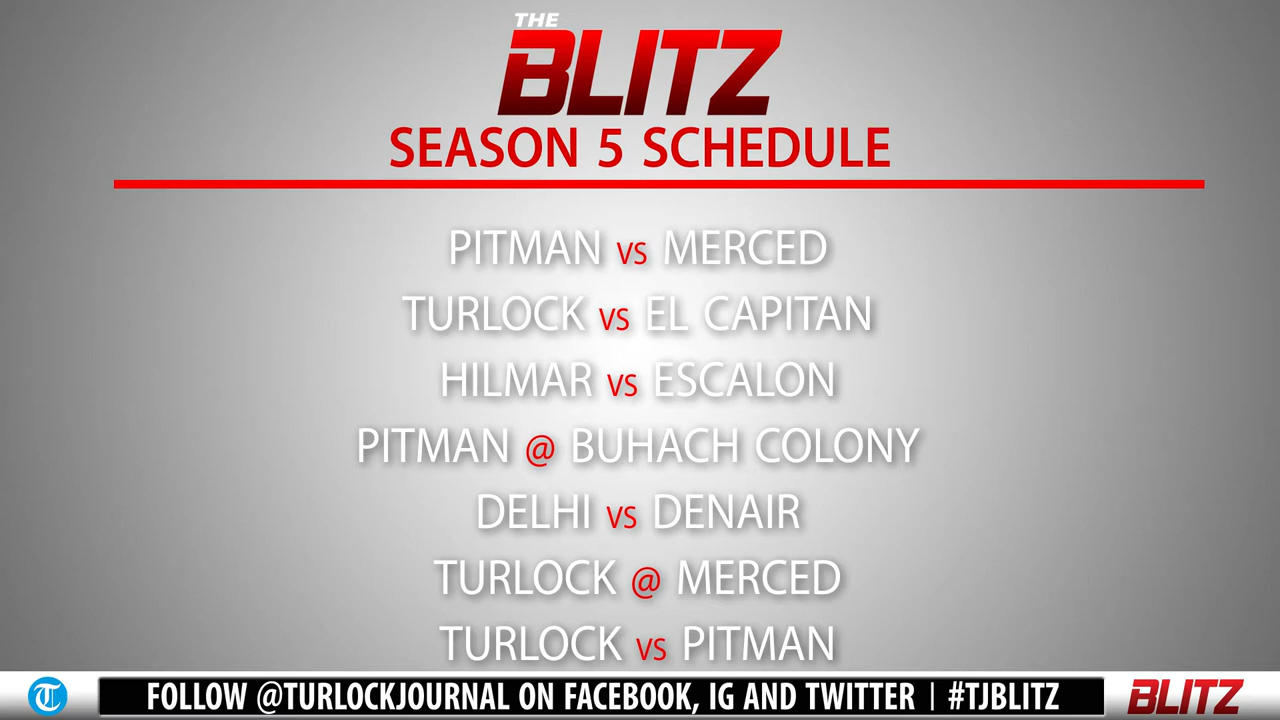 THE
BLITZ
SEASON 5 SCHEDULE
PITMAN VS MERCED
TURLOCK VS EL CAPITAN
HILMAR VS ESCALON
PITMAN @ BUHACH COLONY
DELHI VS DENAIR
TURLOCK @ MERCED
TURLOCK VS PITMAN
T FOLLOW @TURLOCKJOURNAL ON FACEBOOK, IG AND TWITTER | #TJBLITZ BLITZ